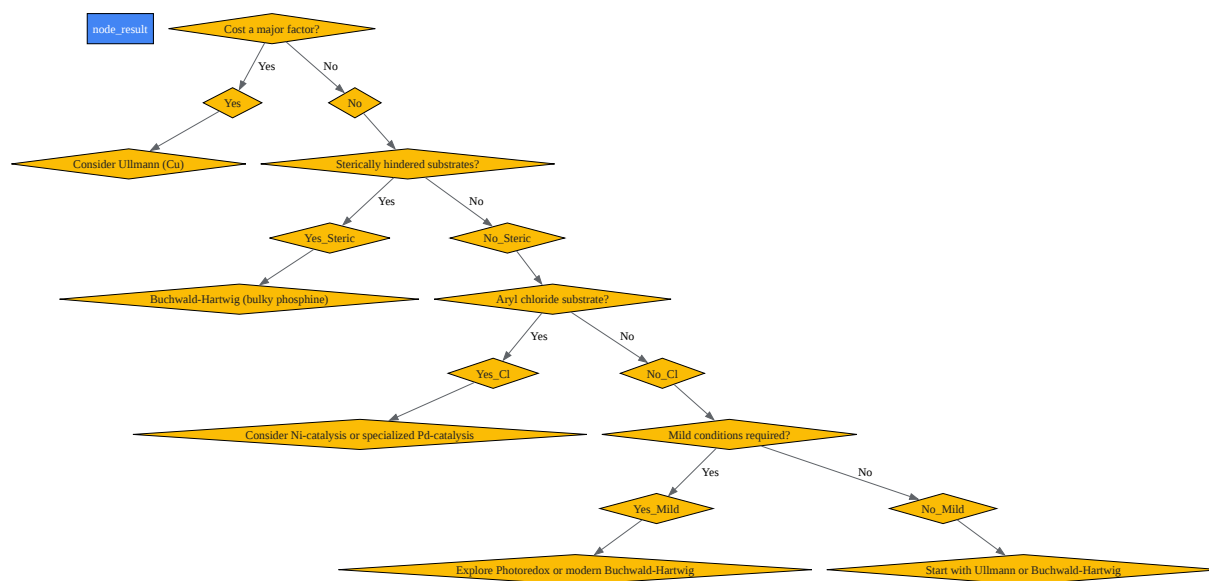 node_result
Cost a major factor?
Yes
No
Yes
No
Consider Ullmann (Cu)
Sterically hindered substrates?
Yes
No
Yes_Steric
No_Steric
Buchwald-Hartwig (bulky phosphine)
Aryl chloride substrate?
Yes
No
Yes_Cl
No_Cl
Consider Ni-catalysis or specialized Pd-catalysis
Mild conditions required?
Yes
No
Yes_Mild
No_Mild
Explore Photoredox or modern Buchwald-Hartwig
Start with Ullmann or Buchwald-Hartwig